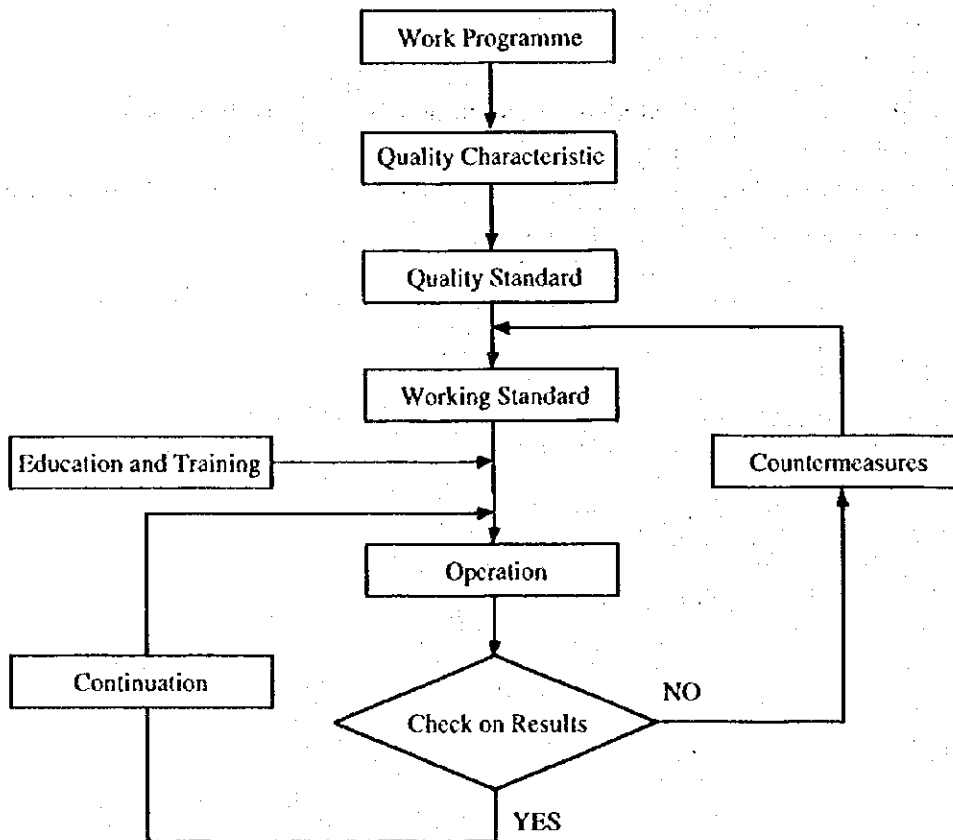 Work Programme
Quality Characteristic
Quality Standard
Working Standard
Education and Training
Countermeasures
Operation
Continuation
Check on Results
NO
YES